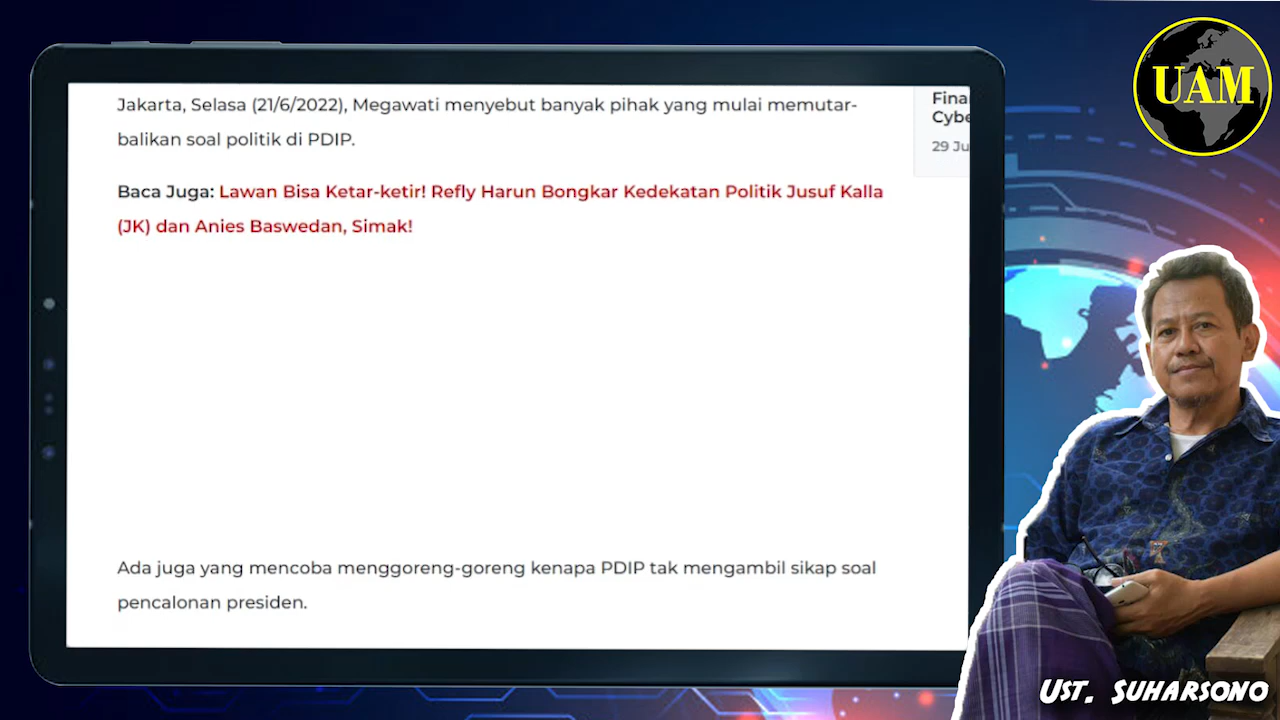 Jakarta, Selasa (21/6/2022), Megawati menyebut banyak pihak yang mulai memutar-
balikan soal politik di PDIP.
Baca Juga: Lawan Bisa Ketar-ketir! Refly Harun Bongkar Kedekatan Politik Jusuf Kalla
(JK) dan Anies Baswedan, Simak!
Ada juga yang mencoba menggoreng-goreng kenapa PDIP tak mengambil sikap soal
pencalonan presiden.
29
UAM
UST. SUHARSONO